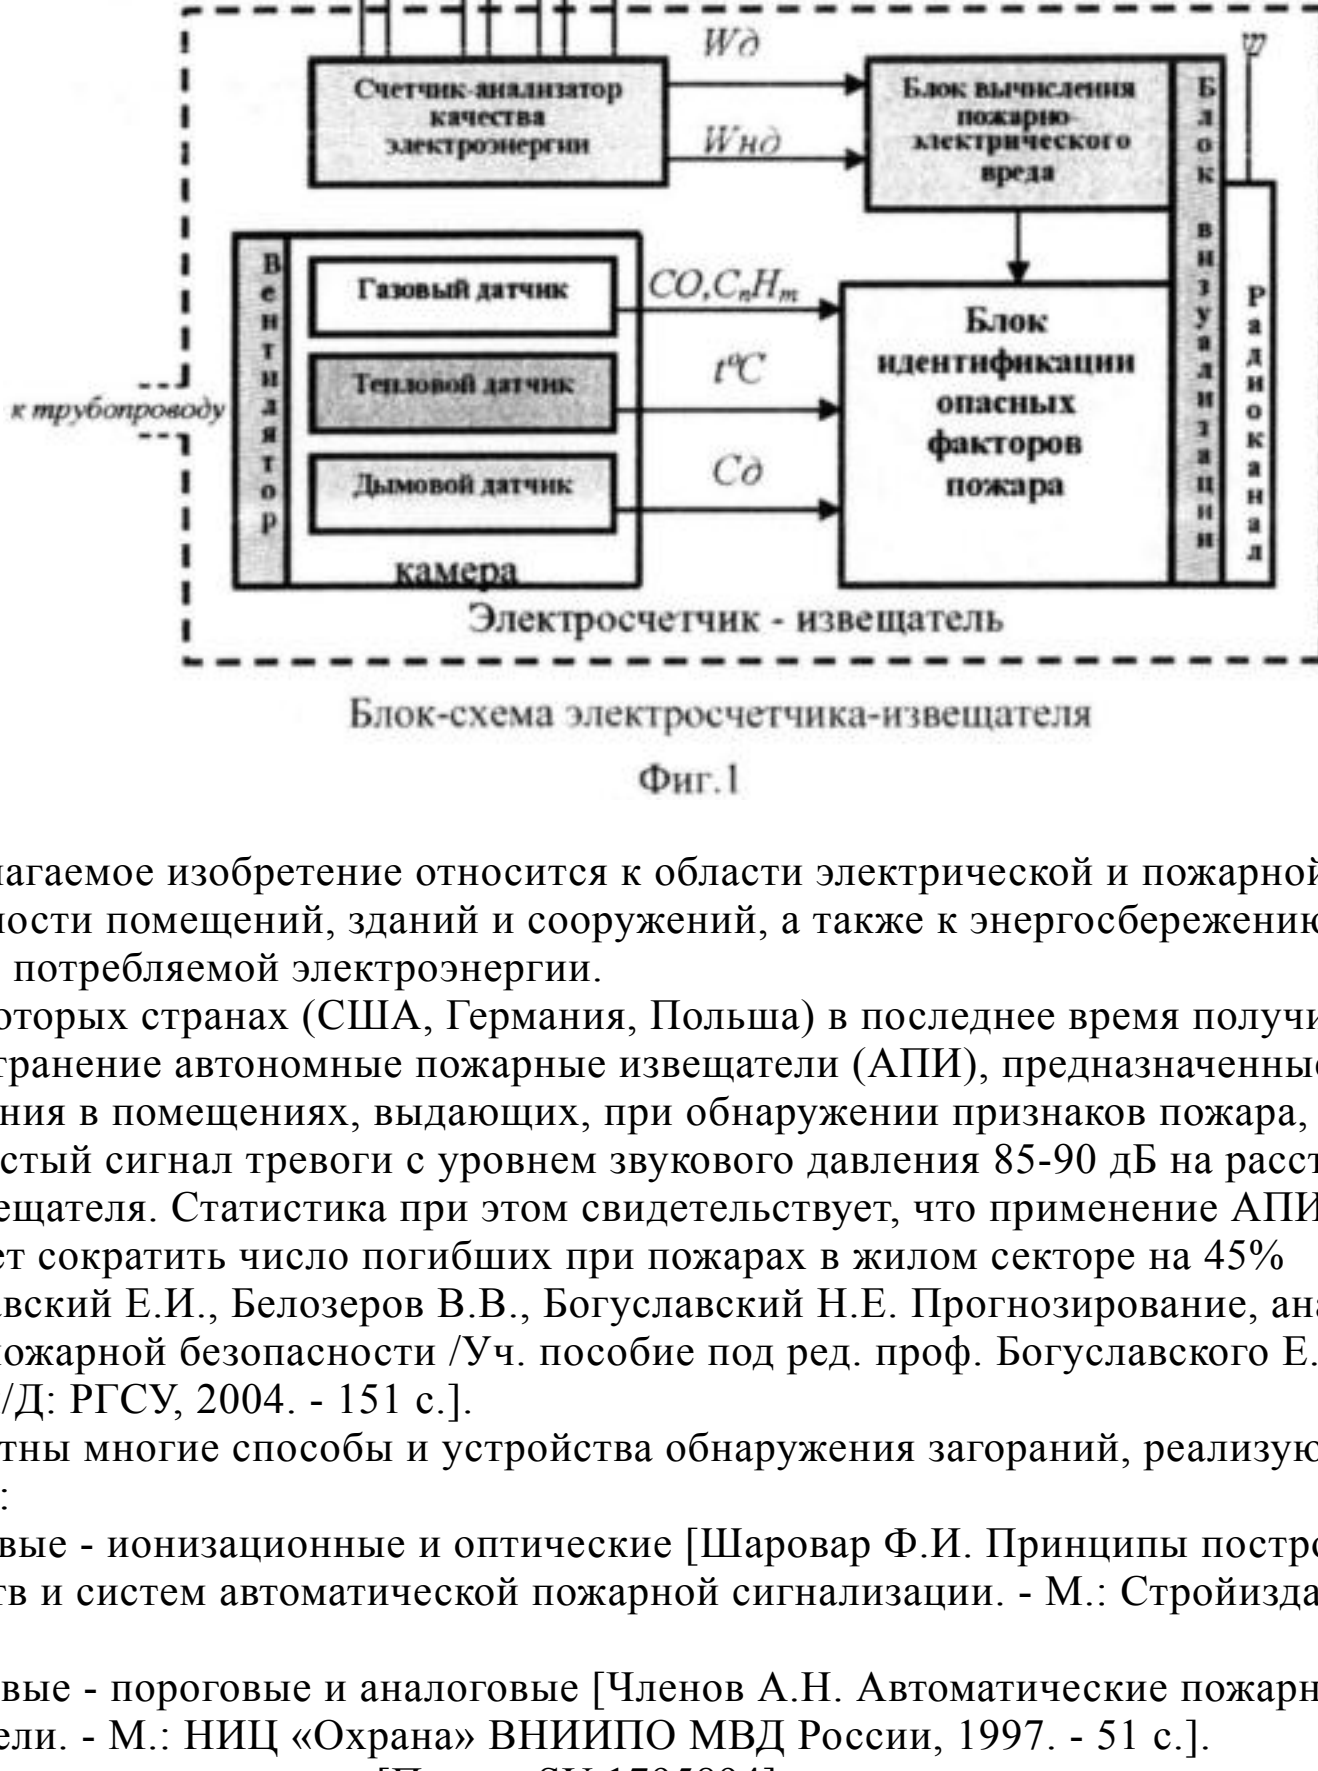 Wд
Счетчик-анализатор
качества
электроэнергии
Wнд
Блок вычисления
пожарно-
электрического
вреда
Блок визуализации
Радиоканал
Вентилятор
Газовый датчик
CO,CnHm
Тепловой датчик
t°C
Дымовой датчик
Cд
камера
Блок
идентификации
опасных
факторов
пожара
к трубопроводу
Электросчетчик - извещатель
Блок-схема электросчетчика-извещателя
Фиг.1
лагаемое изобретение относится к области электрической и пожарной
ности помещений, зданий и сооружений, а также к энергосбережению
потребляемой электроэнергии.
оторых странах (США, Германия, Польша) в последнее время получи
транение автономные пожарные извещатели (АПИ), предназначенные
ния в помещениях, выдающих, при обнаружении признаков пожара,
стый сигнал тревоги с уровнем звукового давления 85-90 дБ на расст
ещателя. Статистика при этом свидетельствует, что применение АПИ
ет сократить число погибших при пожарах в жилом секторе на 45%
авский Е.И., Белозеров В.В., Богуславский Н.Е. Прогнозирование, ана
пожарной безопасности /Уч. пособие под ред. проф. Богуславского Е.
/Д: РГСУ, 2004. - 151 с.].
тны многие способы и устройства обнаружения загораний, реализую
:
вые - ионизационные и оптические [Шаровар Ф.И. Принципы постро
тв и систем автоматической пожарной сигнализации. - М.: Стройизда
вые - пороговые и аналоговые [Членов А.Н. Автоматические пожарн
ели. - М.: НИЦ «Охрана» ВНИИПО МВД России, 1997. - 51 с.].